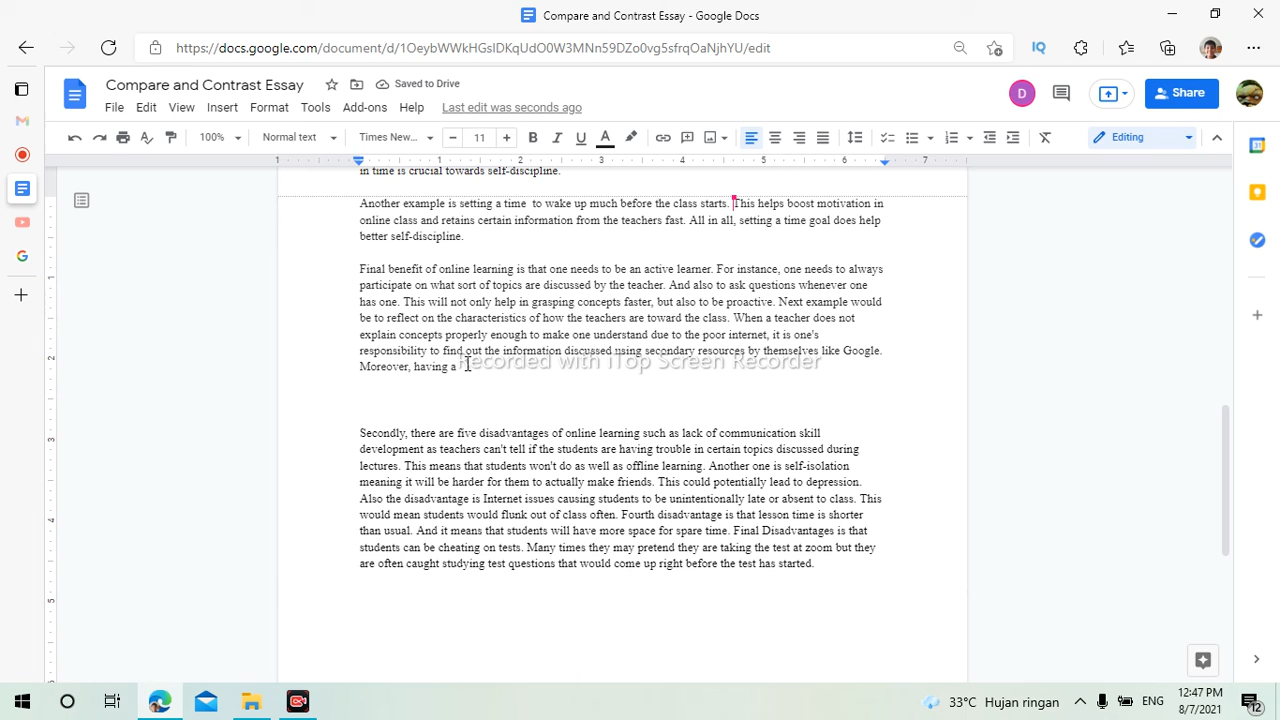 Compare and Contrast Essay - Google Docs
https://docs.google.com/document/d/1OeybWWkHGsIDKqUdO0W3MNn59DZo0vg5sfrqOaNjhYU/edit
IQ
Compare and Contrast Essay
Saved to Drive
File Edit View Insert Format Tools Add-ons Help Last edit was seconds ago
D
Share
100% Normal text Times New... 11 B I U A Editing
1 1 2 3 4 5 6 7
in time is crucial towards self-discipline.
Another example is setting a time to wake up much before the class starts. This helps boost motivation in
online class and retains certain information from the teachers fast. All in all, setting a time goal does help
better self-discipline.
Final benefit of online learning is that one needs to be an active learner. For instance, one needs to always
participate on what sort of topics are discussed by the teacher. And also to ask questions whenever one
has one. This will not only help in grasping concepts faster, but also to be proactive. Next example would
be to reflect on the characteristics of how the teachers are toward the class. When a teacher does not
explain concepts properly enough to make one understand due to the poor internet, it is one's
responsibility to find out the information discussed using secondary resources by themselves like Google.
Moreover, having a
Recorded with iTop Screen Recorder
Secondly, there are five disadvantages of online learning such as lack of communication skill
development as teachers can't tell if the students are having trouble in certain topics discussed during
lectures. This means that students won't do as well as offline learning. Another one is self-isolation
meaning it will be harder for them to actually make friends. This could potentially lead to depression.
Also the disadvantage is Internet issues causing students to be unintentionally late or absent to class. This
would mean students would flunk out of class often. Fourth disadvantage is that lesson time is shorter
than usual. And it means that students will have more space for spare time. Final Disadvantages is that
students can be cheating on tests. Many times they may pretend they are taking the test at zoom but they
are often caught studying test questions that would come up right before the test has started.
1
2
3
4
5
31
33°C Hujan ringan
ENG
12:47 PM
8/7/2021
12